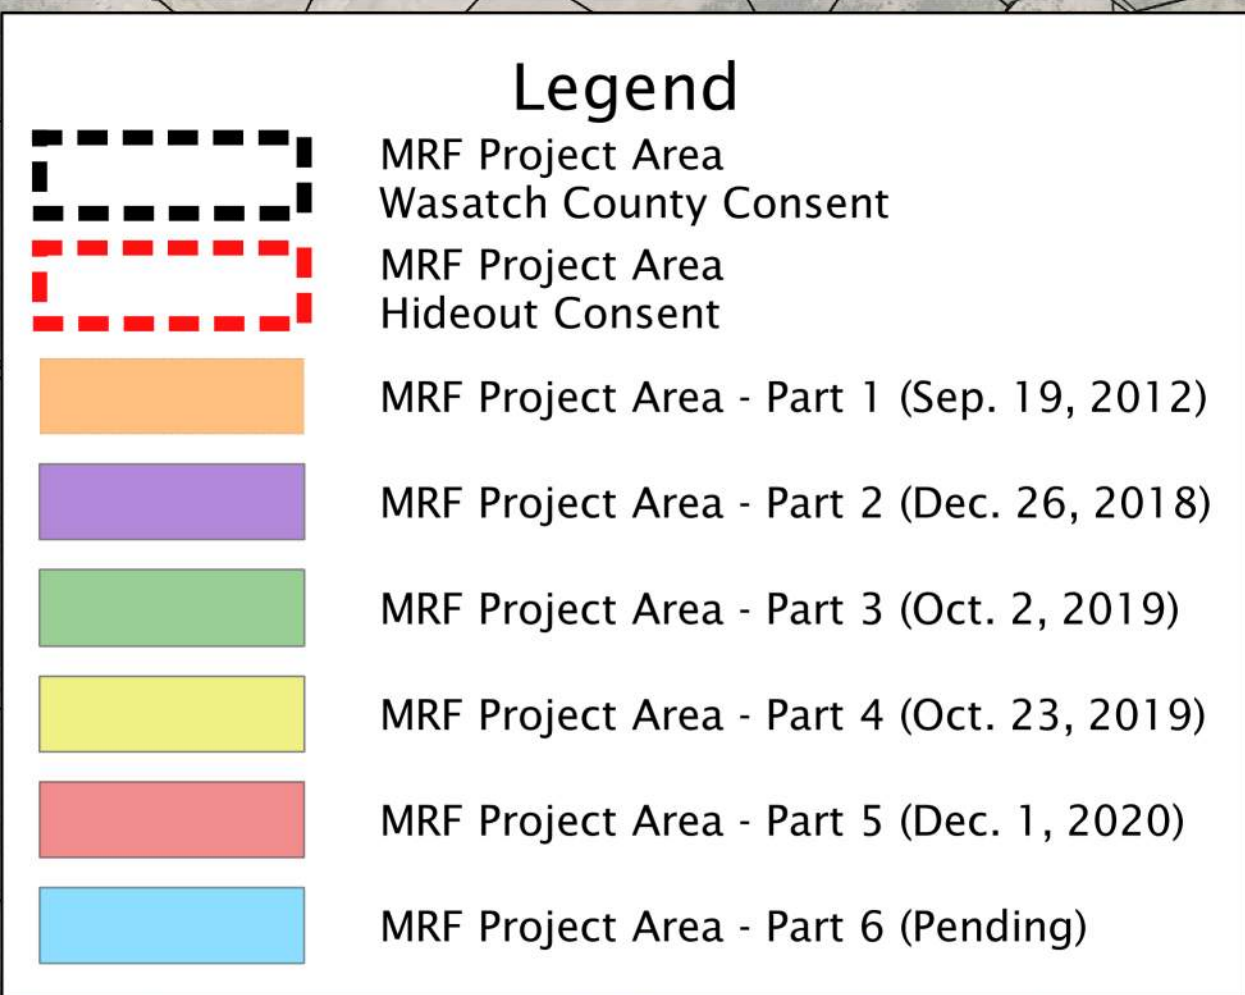 Legend
MRF Project Area
Wasatch County Consent
MRF Project Area
Hideout Consent
MRF Project Area - Part 1 (Sep. 19, 2012)
MRF Project Area - Part 2 (Dec. 26, 2018)
MRF Project Area - Part 3 (Oct. 2, 2019)
MRF Project Area - Part 4 (Oct. 23, 2019)
MRF Project Area - Part 5 (Dec. 1, 2020)
MRF Project Area - Part 6 (Pending)